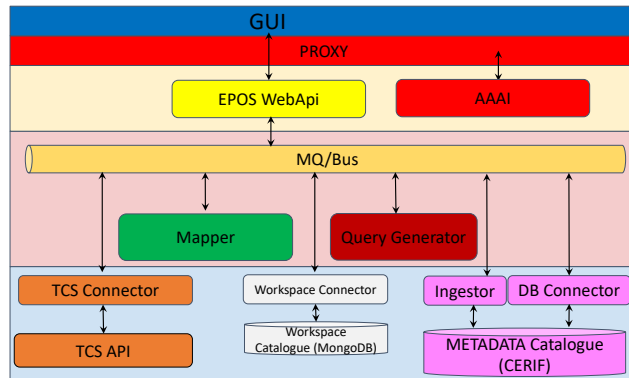 GUI
PROXY
EPOS WebApi
AAAI
MQ/Bus
Mapper
Query Generator
TCS Connector
Workspace Connector
Ingestor
DB Connector
TCS API
Workspace
Catalogue (MongoDB)
METADATA Catalogue
(CERIF)